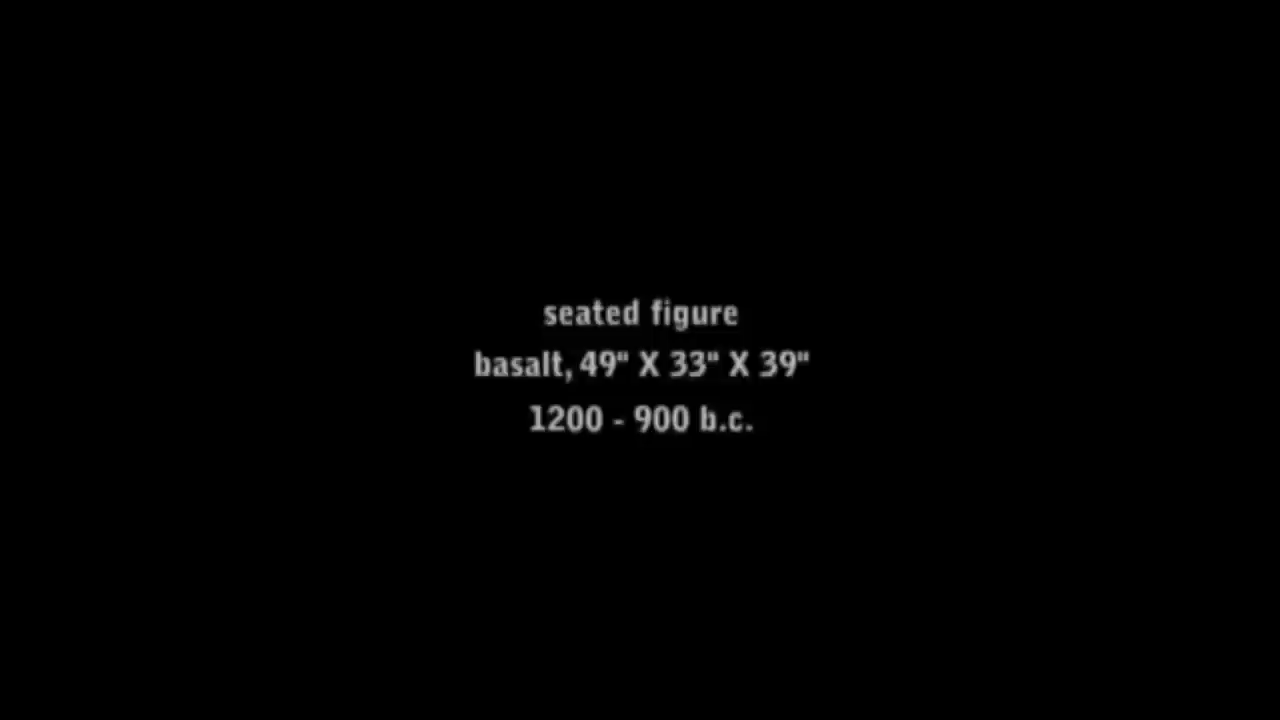 seated figure
basalt, 49" X 33" X 39"
1200 - 900 b.c.